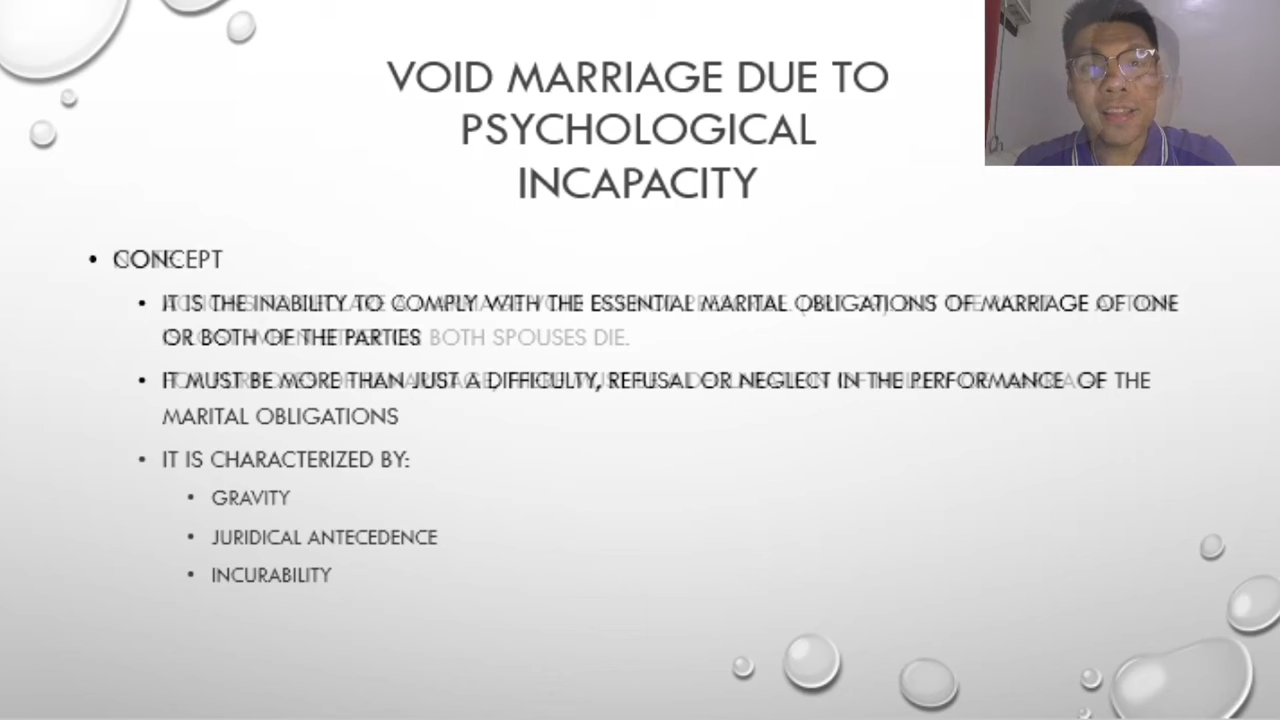 VOID MARRIAGE DUE TO
PSYCHOLOGICAL
INCAPACITY
• CONCEPT
• IT IS THE INABILITY TO COMPLY WITH THE ESSENTIAL MARITAL OBLIGATIONS OF MARRIAGE OF ONE
OR BOTH OF THE PARTIES BOTH SPOUSES DIE.
• IT MUST BE MORE THAN JUST A DIFFICULTY, REFUSAL OR NEGLECT IN THE PERFORMANCE OF THE
MARITAL OBLIGATIONS
• IT IS CHARACTERIZED BY:
• GRAVITY
• JURIDICAL ANTECEDENCE
• INCURABILITY